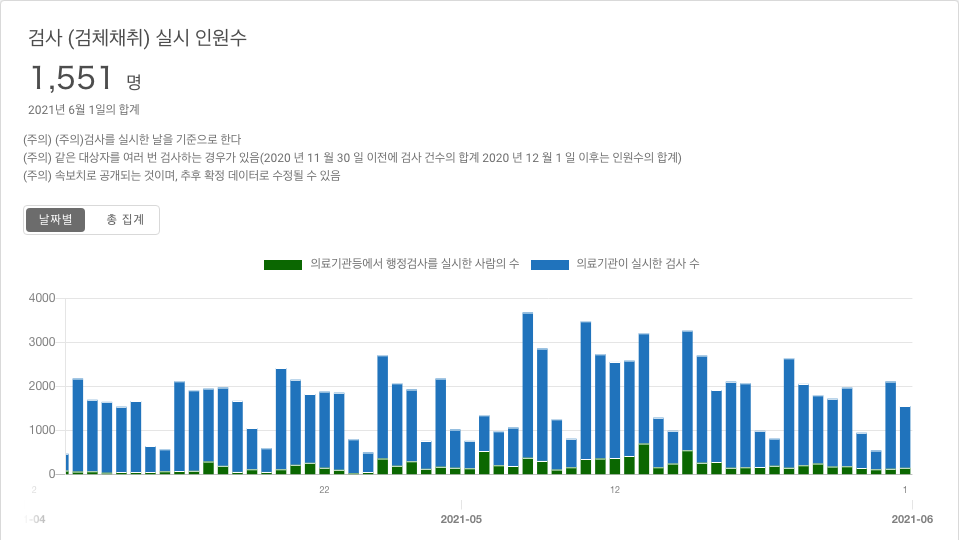 검사 (검체채취) 실시 인원수
1,551 명
2021년 6월 1일의 합계
(주의) (주의)검사를 실시한 날을 기준으로 한다
(주의) 같은 대상자를 여러 번 검사하는 경우가 있음(2020 년 11 월 30 일 이전에 검사 건수의 합계 2020 년 12 월 1 일 이후는 인원수의 합계)
(주의) 속보치로 공개되는 것이며, 추후 확정 데이터로 수정될 수 있음
날짜별 총 집계
의료기관등에서 행정검사를 실시한 사람의 수 의료기관이 실시한 검사 수
4000
3000
2000
1000
0
2 22 12 1
-04 2021-05 2021-06